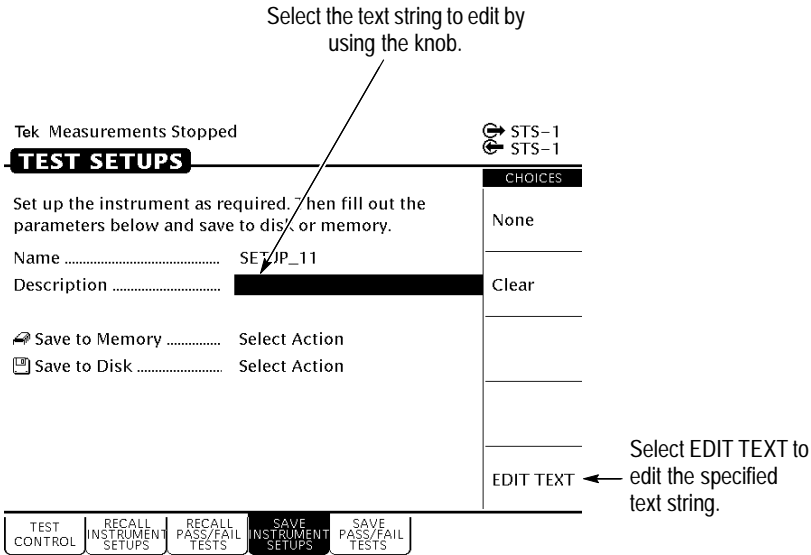 Select the text string to edit by
using the knob.
Tek Measurements Stopped
STS–1
STS–1
TEST SETUPS
CHOICES
Set up the instrument as required. Then fill out the
parameters below and save to disk or memory.
None
Name .......................................... SETUP_11
Description ............................. Clear
Save to Memory ............... Select Action
Save to Disk ........................ Select Action
EDIT TEXT
Select EDIT TEXT to
edit the specified
text string.
TEST
CONTROL
RECALL
INSTRUMENT
SETUPS
RECALL
PASS/FAIL
TESTS
SAVE
INSTRUMENT
SETUPS
SAVE
PASS/FAIL
TESTS